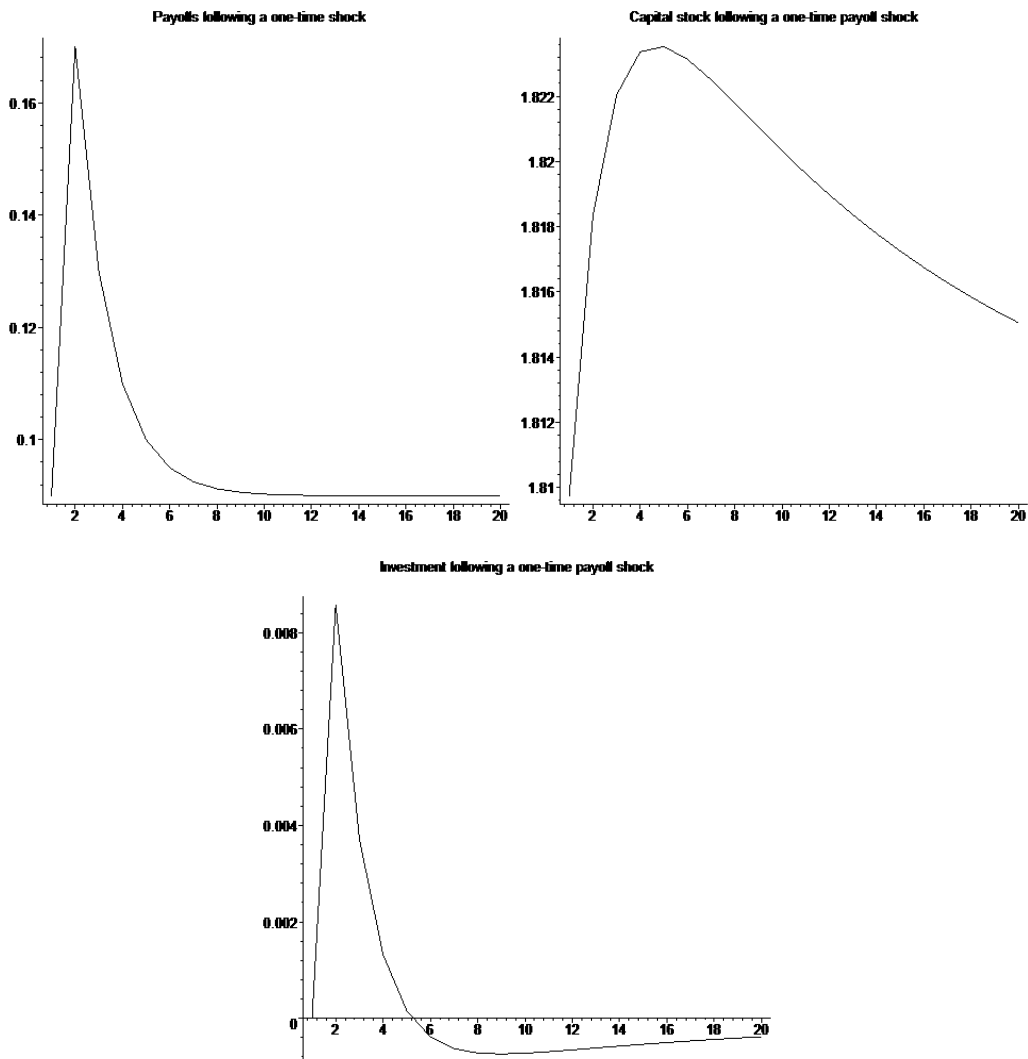 Payoffs following a one-time shock
0.16
0.14
0.12
0.1
2 4 6 8 10 12 14 16 18 20
Capital stock following a one-time payoff shock
1.822
1.82
1.818
1.816
1.814
1.812
1.81
2 4 6 8 10 12 14 16 18 20
Investment following a one-time payoff shock
0.008
0.006
0.004
0.002
0
2 4 6 8 10 12 14 16 18 20